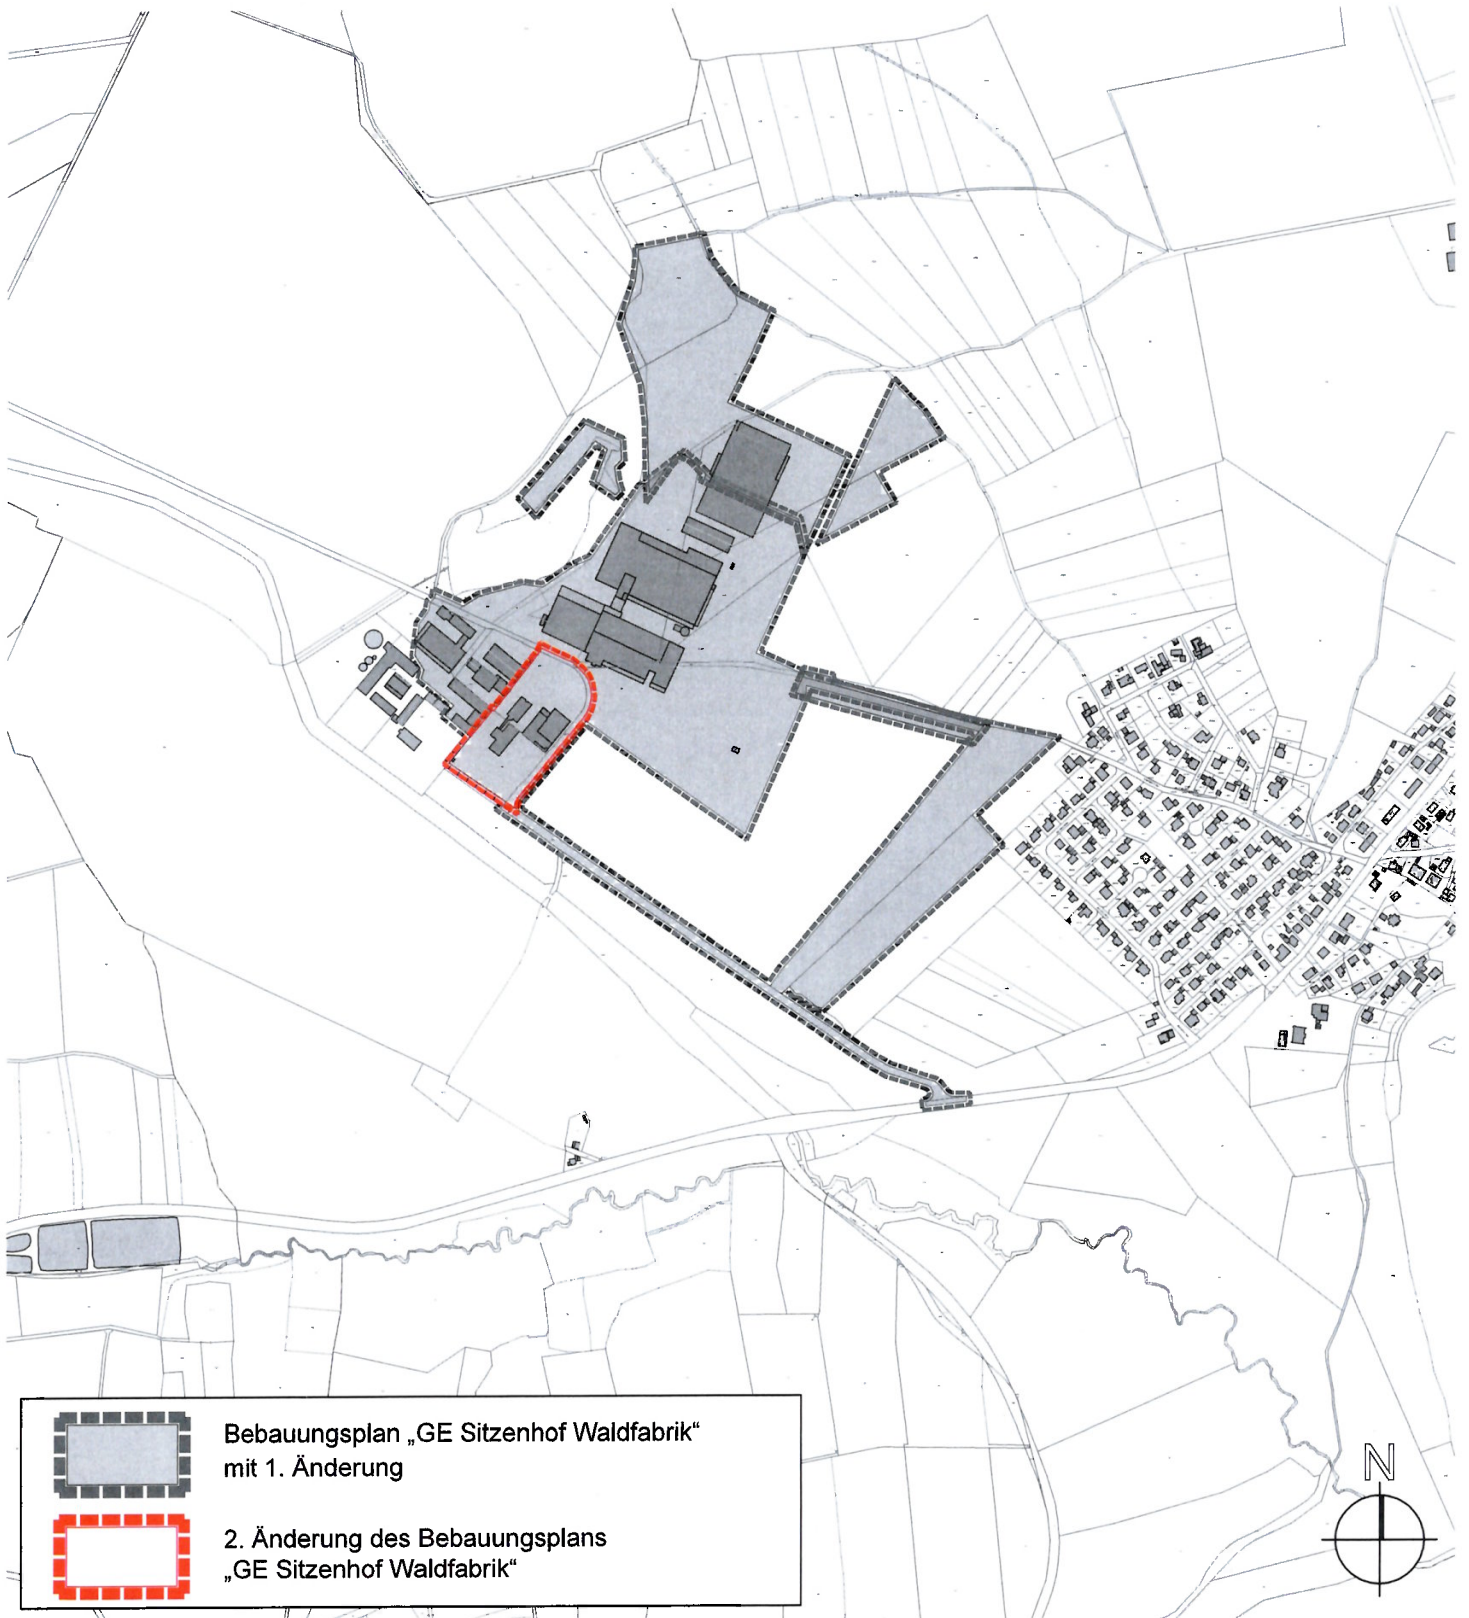 Bebauungsplan „GE Sitzenhof Waldfabrik“
mit 1. Änderung
2. Änderung des Bebauungsplans
„GE Sitzenhof Waldfabrik“
N